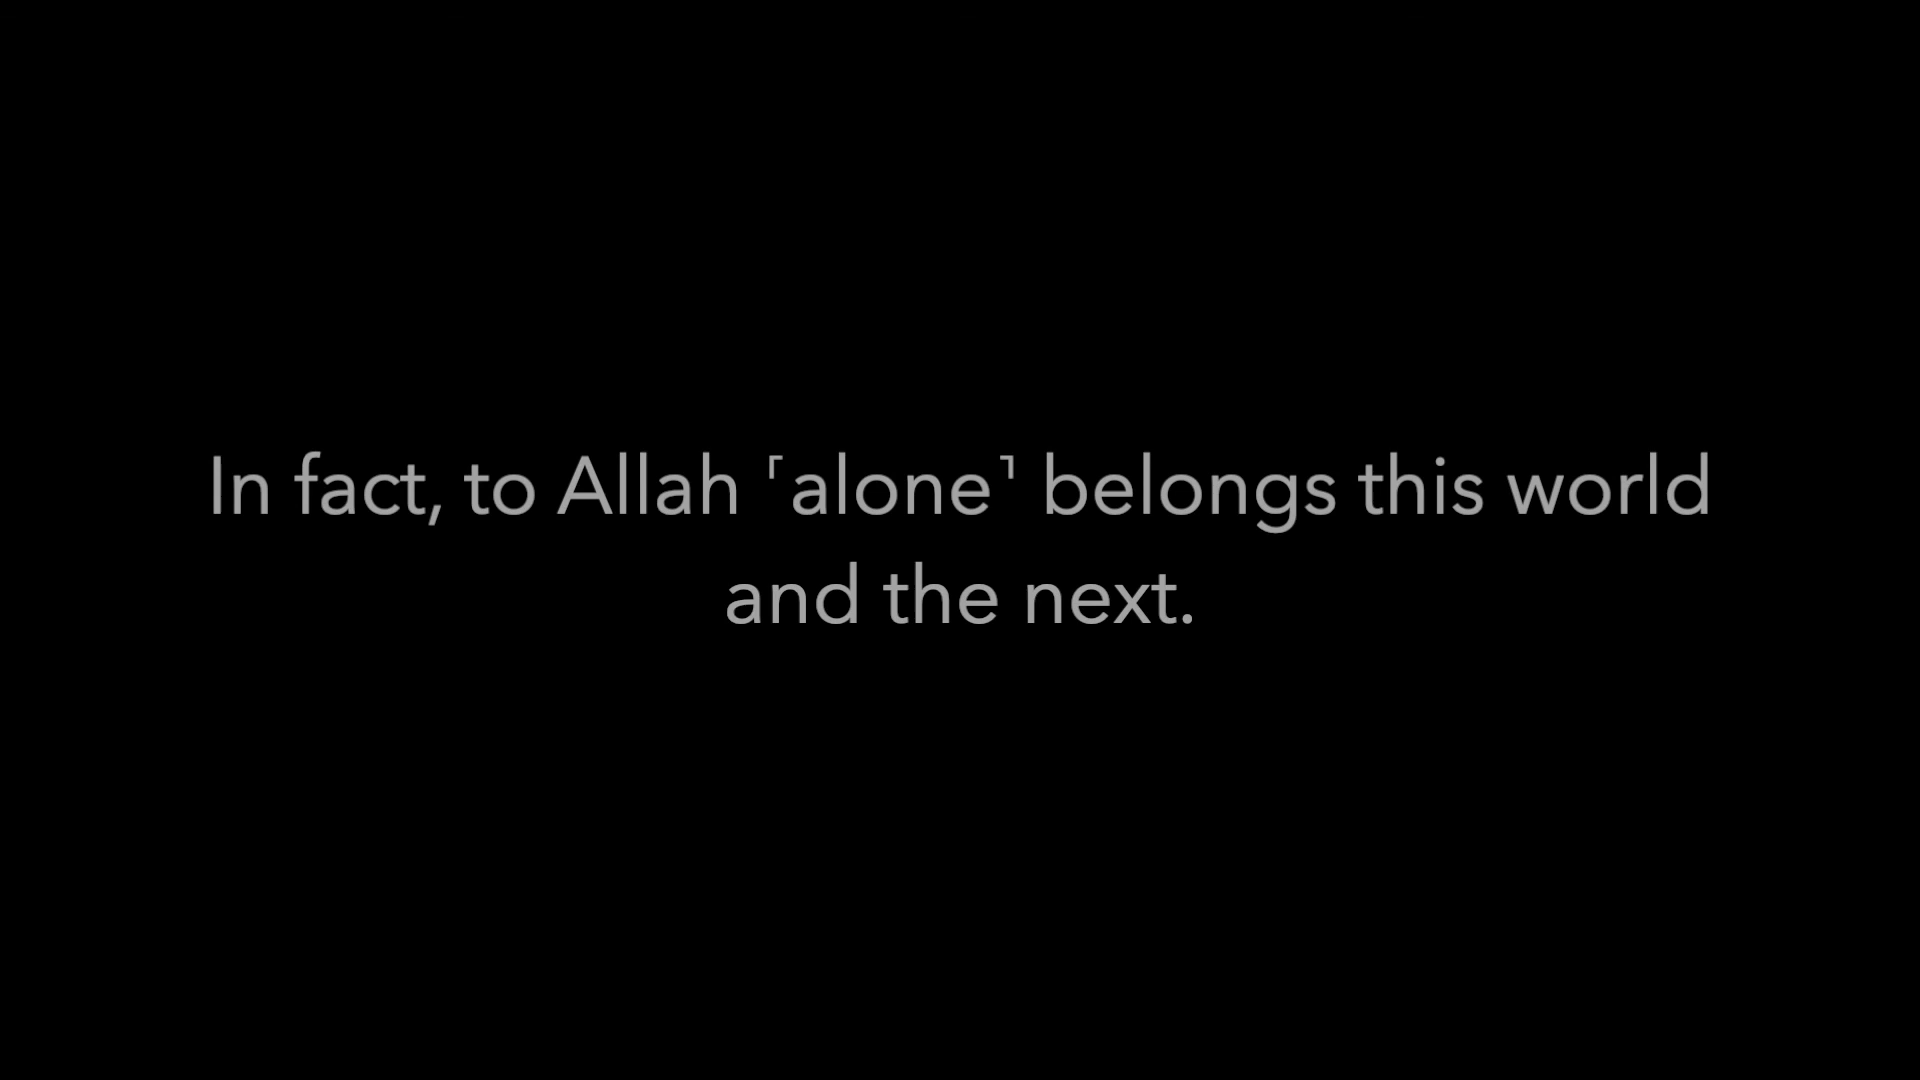 In fact, to Allah ˹alone˺ belongs this world
and the next.